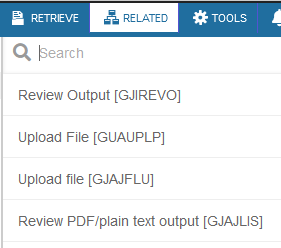 RETRIEVE RELATED TOOLS
Search
Review Output [GJIREVO]
Upload File [GUAUPLP]
Upload file [GJAJFLU]
Review PDF/plain text output [GJAJLIS]